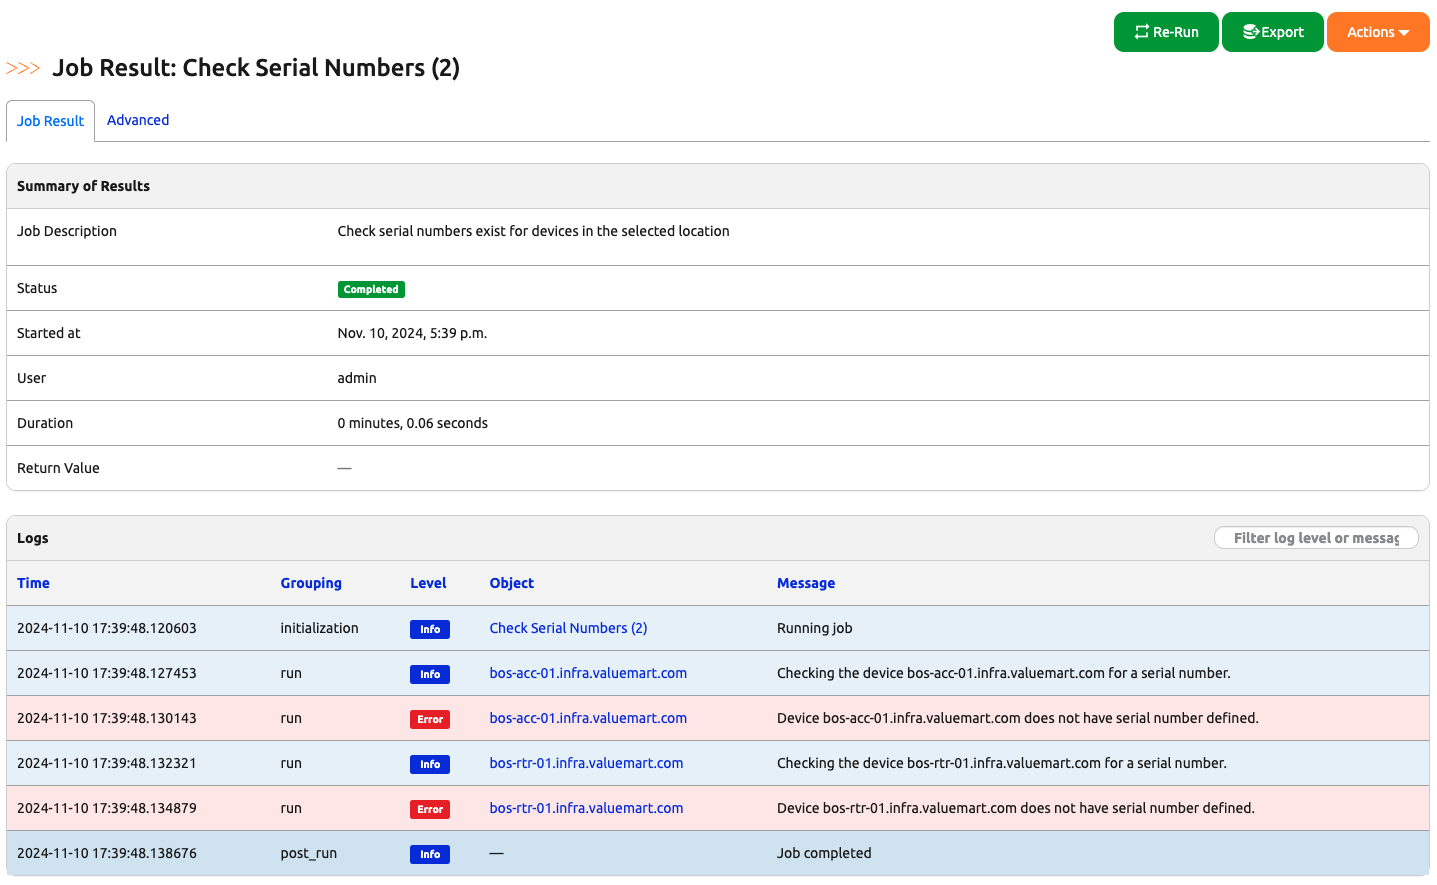 Re-Run Export Actions
>>> Job Result: Check Serial Numbers (2)
Job Result Advanced
Summary of Results
Job Description Check serial numbers exist for devices in the selected location
Status Completed
Started at Nov. 10, 2024, 5:39 p.m.
User admin
Duration 0 minutes, 0.06 seconds
Return Value —
Logs Filter log level or messag
Time Grouping Level Object Message
2024-11-10 17:39:48.120603 initialization Info Check Serial Numbers (2) Running job
2024-11-10 17:39:48.127453 run Info bos-acc-01.infra.valuemart.com Checking the device bos-acc-01.infra.valuemart.com for a serial number.
2024-11-10 17:39:48.130143 run Error bos-acc-01.infra.valuemart.com Device bos-acc-01.infra.valuemart.com does not have serial number defined.
2024-11-10 17:39:48.132321 run Info bos-rtr-01.infra.valuemart.com Checking the device bos-rtr-01.infra.valuemart.com for a serial number.
2024-11-10 17:39:48.134879 run Error bos-rtr-01.infra.valuemart.com Device bos-rtr-01.infra.valuemart.com does not have serial number defined.
2024-11-10 17:39:48.138676 post_run Info — Job completed